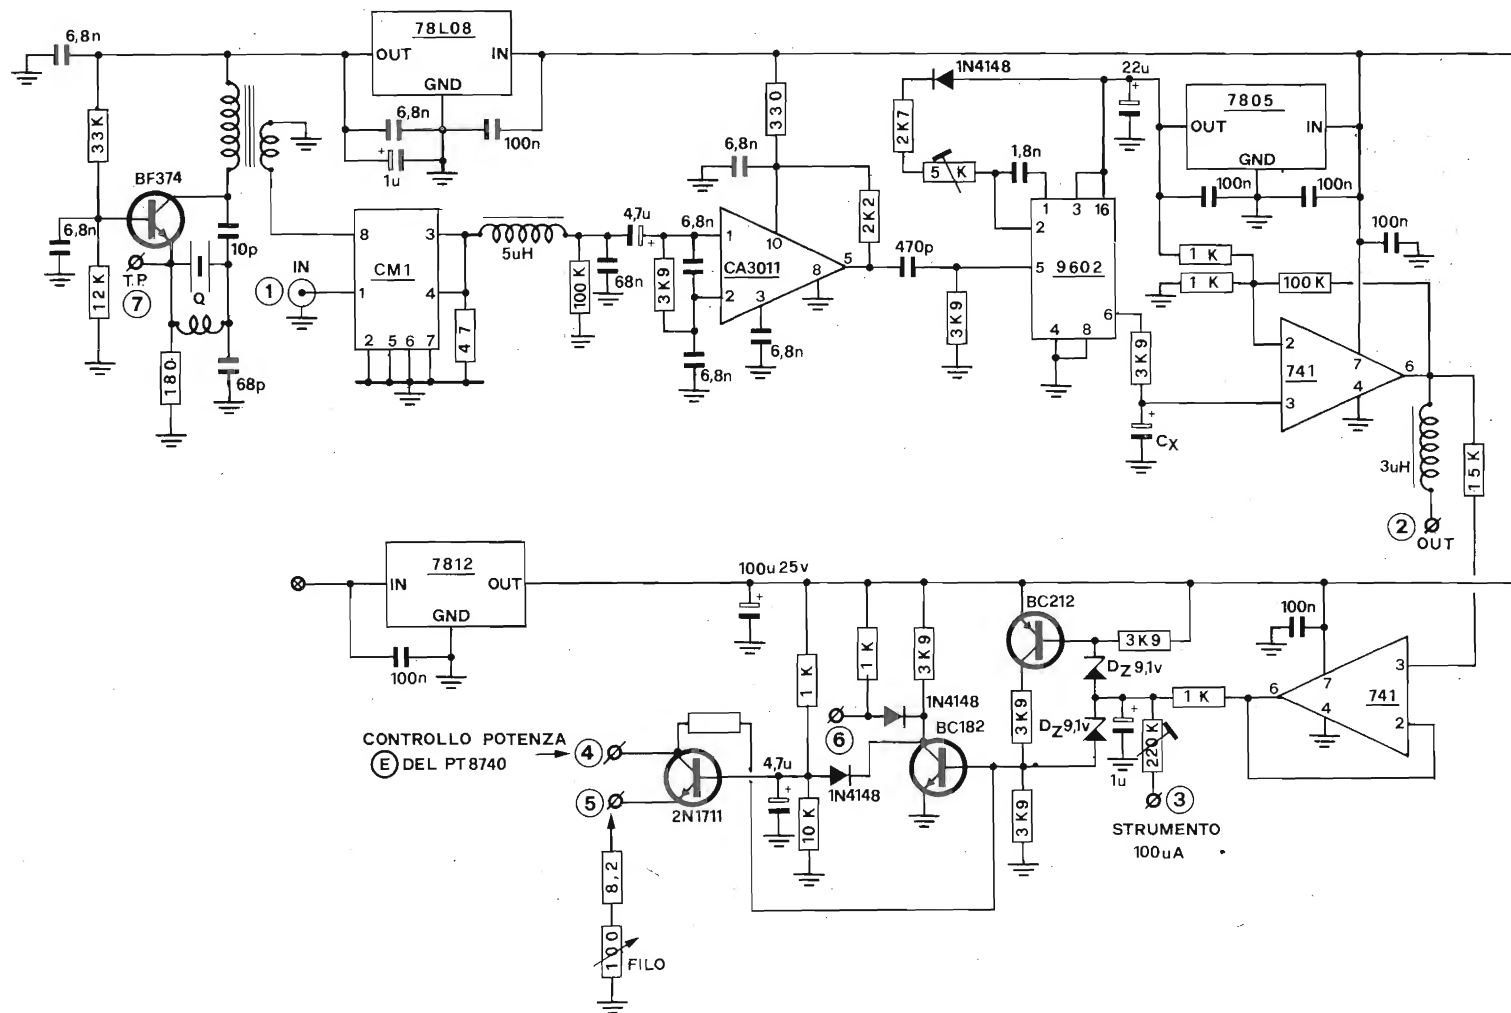 6,8n
78L08
OUT
IN
GND
6,8n
100n
1u
33K
BF374
6,8n
12K
T.P.
7
Q
10p
180
68p
IN
1
8
3
CM1
1
4
2 5 6 7
47
5uH
100K
68n
4,7u
3K9
6,8n
6,8n
330
6,8n
1
10
CA3011
2
3
8
5
6,8n
2K2
470p
3K9
1N4148
2K7
5 K
1,8n
1
3
16
2
9602
5
6
4
8
22u
7805
OUT
IN
GND
100n
100n
100n
1 K
1 K
100K
3K9
CX
2
741
3
7
4
6
3uH
15K
2
OUT
7812
IN
OUT
GND
100n
100u 25v
1 K
1 K
3K9
BC212
3K9
DZ 9,1v
DZ 9,1v
1 K
100n
6
7
741
4
3
2
1N4148
6
BC182
3K9
3K9
1u
220K
3
STRUMENTO
100uA
CONTROLLO POTENZA
E DEL PT8740
4
5
2N1711
4,7u
1N4148
10K
8,2
100
FILO